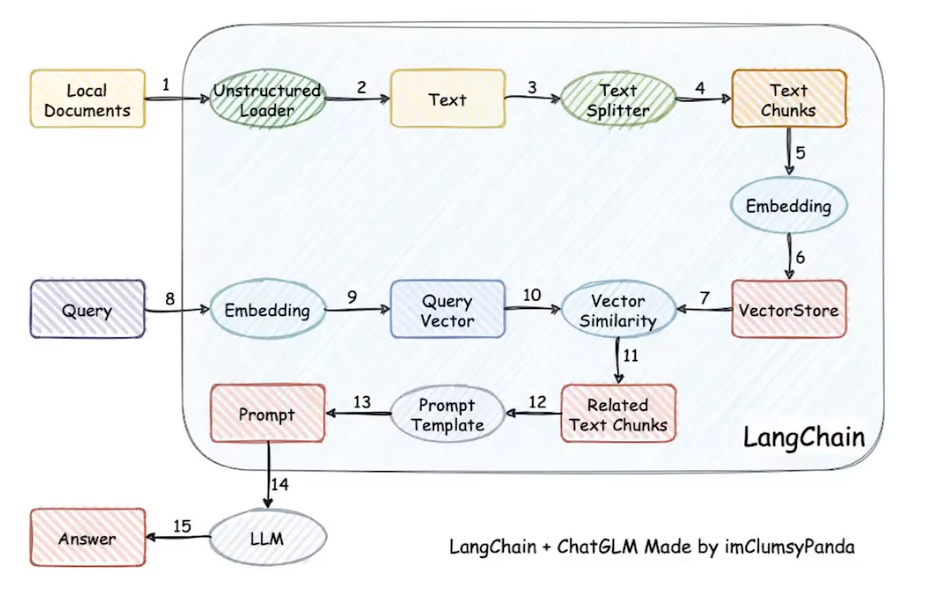 Local
Documents
1
Unstructured
Loader
2
Text
3
Text
Splitter
4
Text
Chunks
5
Embedding
6
Query
8
Embedding
9
Query
Vector
10
Vector
Similarity
7
VectorStore
11
Prompt
13
Prompt
Template
12
Related
Text Chunks
LangChain
14
Answer
15
LLM
LangChain + ChatGLM Made by imClumsyPanda